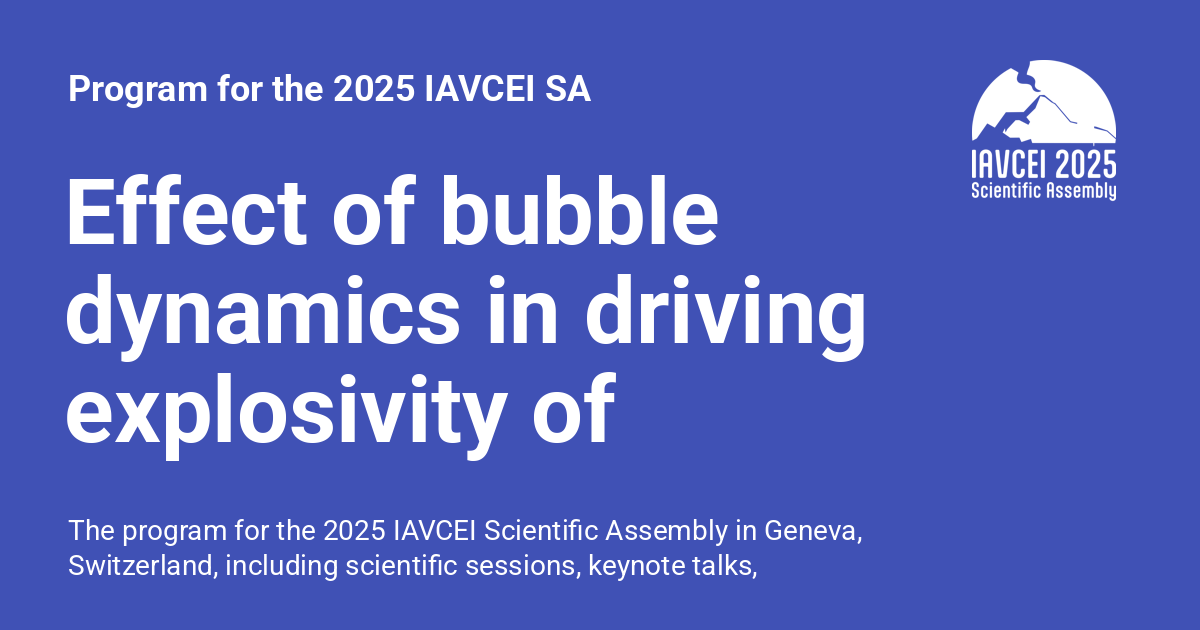 Program for the 2025 IAVCEI SA
IAVCEI 2025
Scientific Assembly
Effect of bubble
dynamics in driving
explosivity of
The program for the 2025 IAVCEI Scientific Assembly in Geneva,
Switzerland, including scientific sessions, keynote talks,